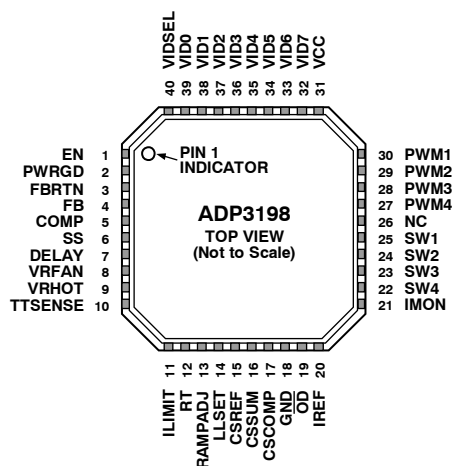 40 VIDSEL
39 VID0
38 VID1
37 VID2
36 VID3
35 VID4
34 VID5
33 VID6
32 VID7
31 VCC
EN 1
PWRGD 2
FBRTN 3
FB 4
COMP 5
SS 6
DELAY 7
VRFAN 8
VRHOT 9
TTSENSE 10
PIN 1
INDICATOR
ADP3198
TOP VIEW
(Not to Scale)
30 PWM1
29 PWM2
28 PWM3
27 PWM4
26 NC
25 SW1
24 SW2
23 SW3
22 SW4
21 IMON
ILIMIT 11
RT 12
RAMPADJ 13
LLSET 14
CSREF 15
CSSUM 16
CSCOMP 17
GND 18
OD 19
IREF 20